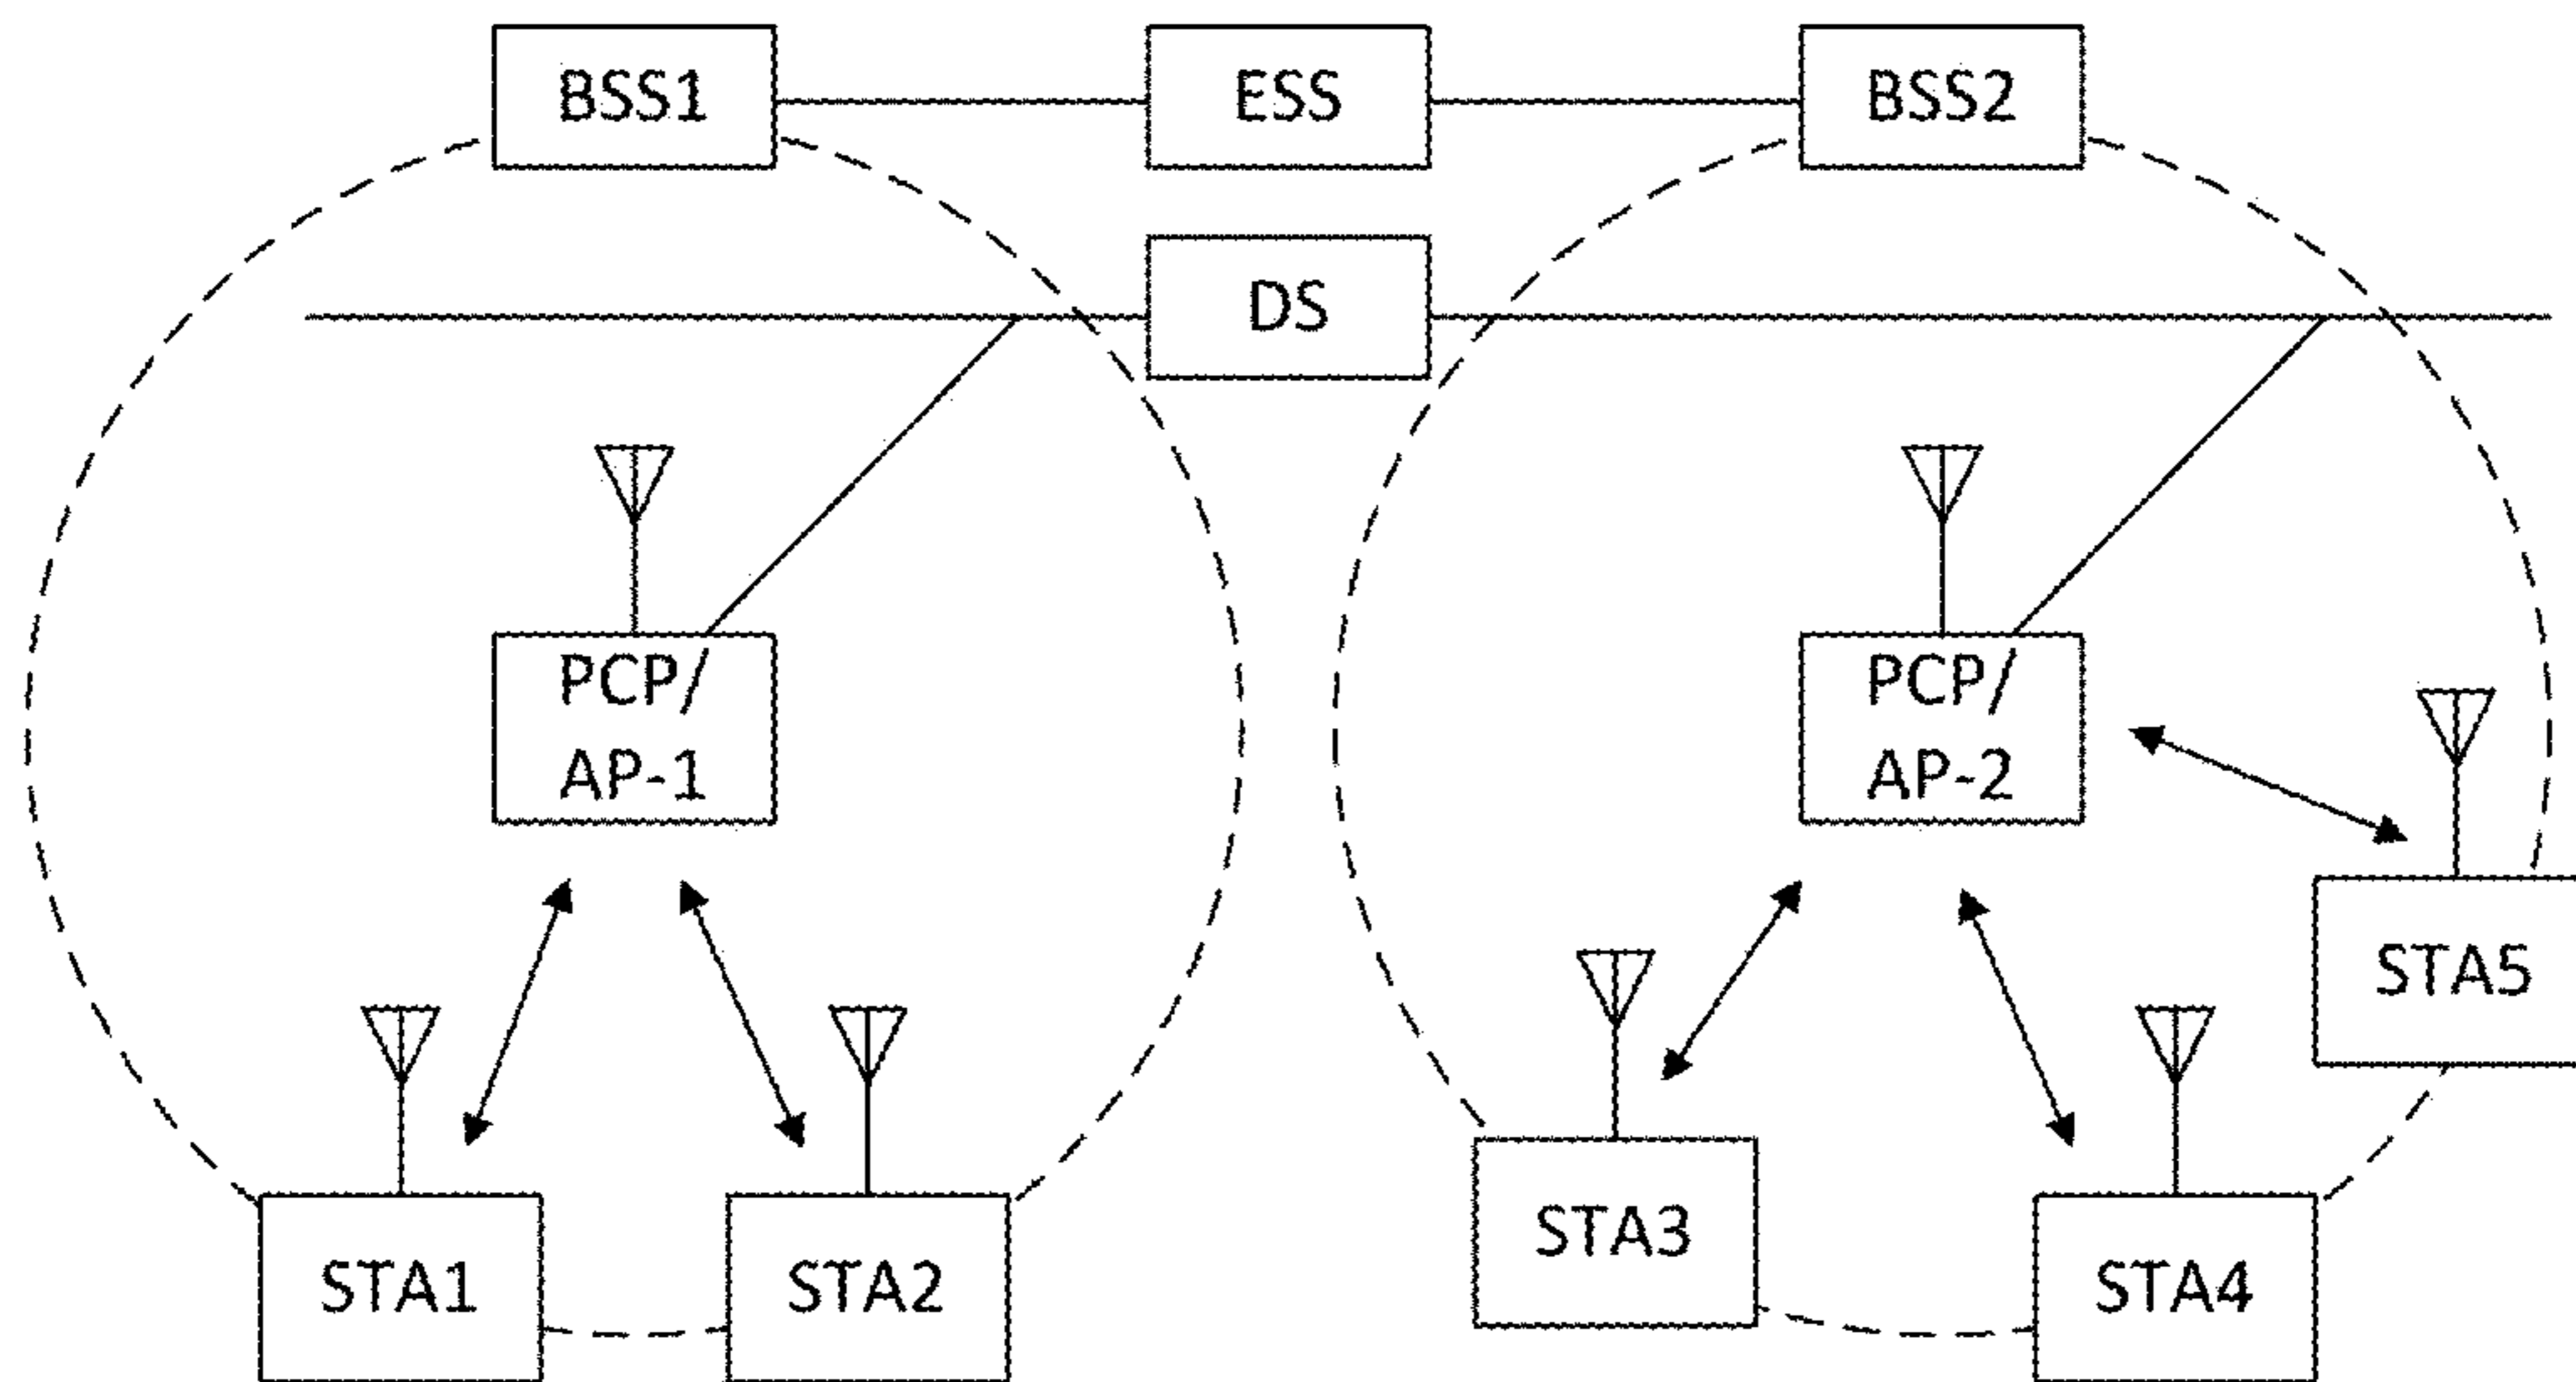 BSS1
ESS
BSS2
DS
PCP/
AP-1
PCP/
AP-2
STA5
STA3
STA1
STA2
STA4